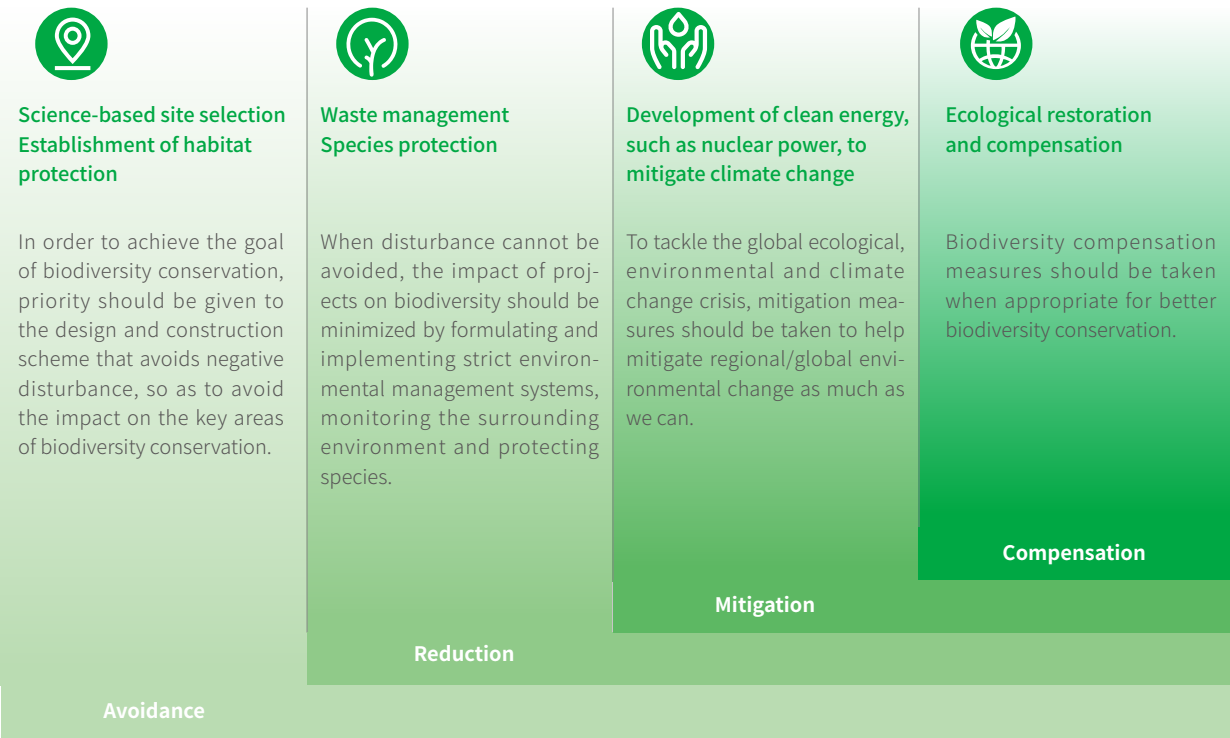 Science-based site selection
Establishment of habitat
protection
In order to achieve the goal
of biodiversity conservation,
priority should be given to
the design and construction
scheme that avoids negative
disturbance, so as to avoid
the impact on the key areas
of biodiversity conservation.
Avoidance
Waste management
Species protection
When disturbance cannot be
avoided, the impact of proj-
ects on biodiversity should be
minimized by formulating and
implementing strict environ-
mental management systems,
monitoring the surrounding
environment and protecting
species.
Reduction
Development of clean energy,
such as nuclear power, to
mitigate climate change
To tackle the global ecological,
environmental and climate
change crisis, mitigation mea-
sures should be taken to help
mitigate regional/global envi-
ronmental change as much as
we can.
Mitigation
Ecological restoration
and compensation
Biodiversity compensation
measures should be taken
when appropriate for better
biodiversity conservation.
Compensation